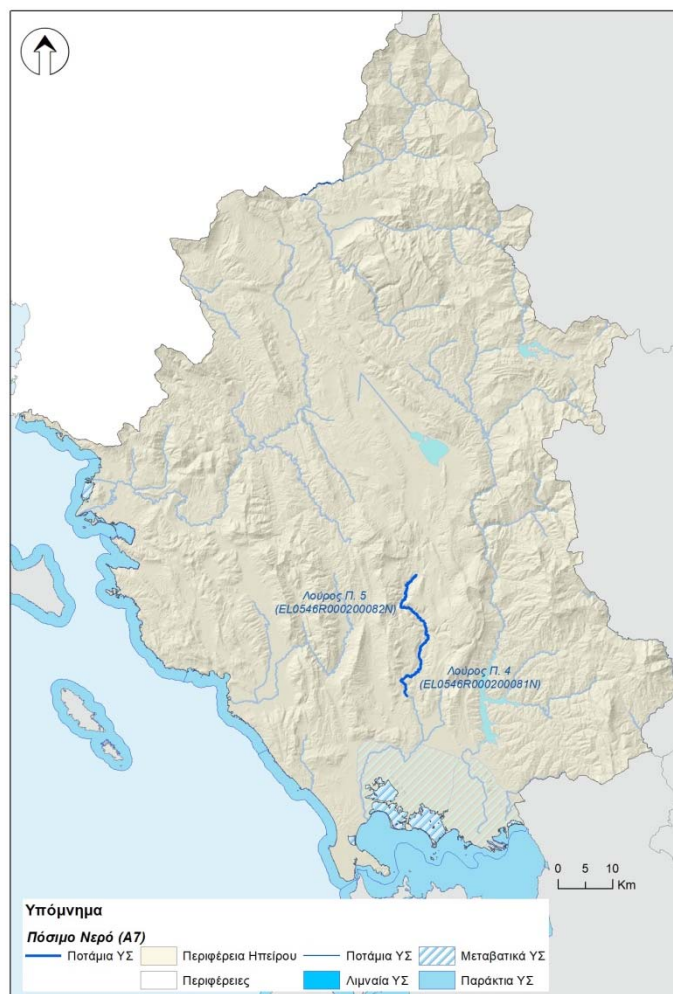 Λούρος Π. 5
(EL0546R000200082N)
Λούρος Π. 4
(EL0546R000200081N)
0 5 10
Km
Υπόμνημα
Πόσιμο Νερό (Α7)
Ποτάμια ΥΣ Περιφέρεια Ηπείρου Ποτάμια ΥΣ Μεταβατικά ΥΣ
Περιφέρειες Λιμναία ΥΣ Παράκτια ΥΣ